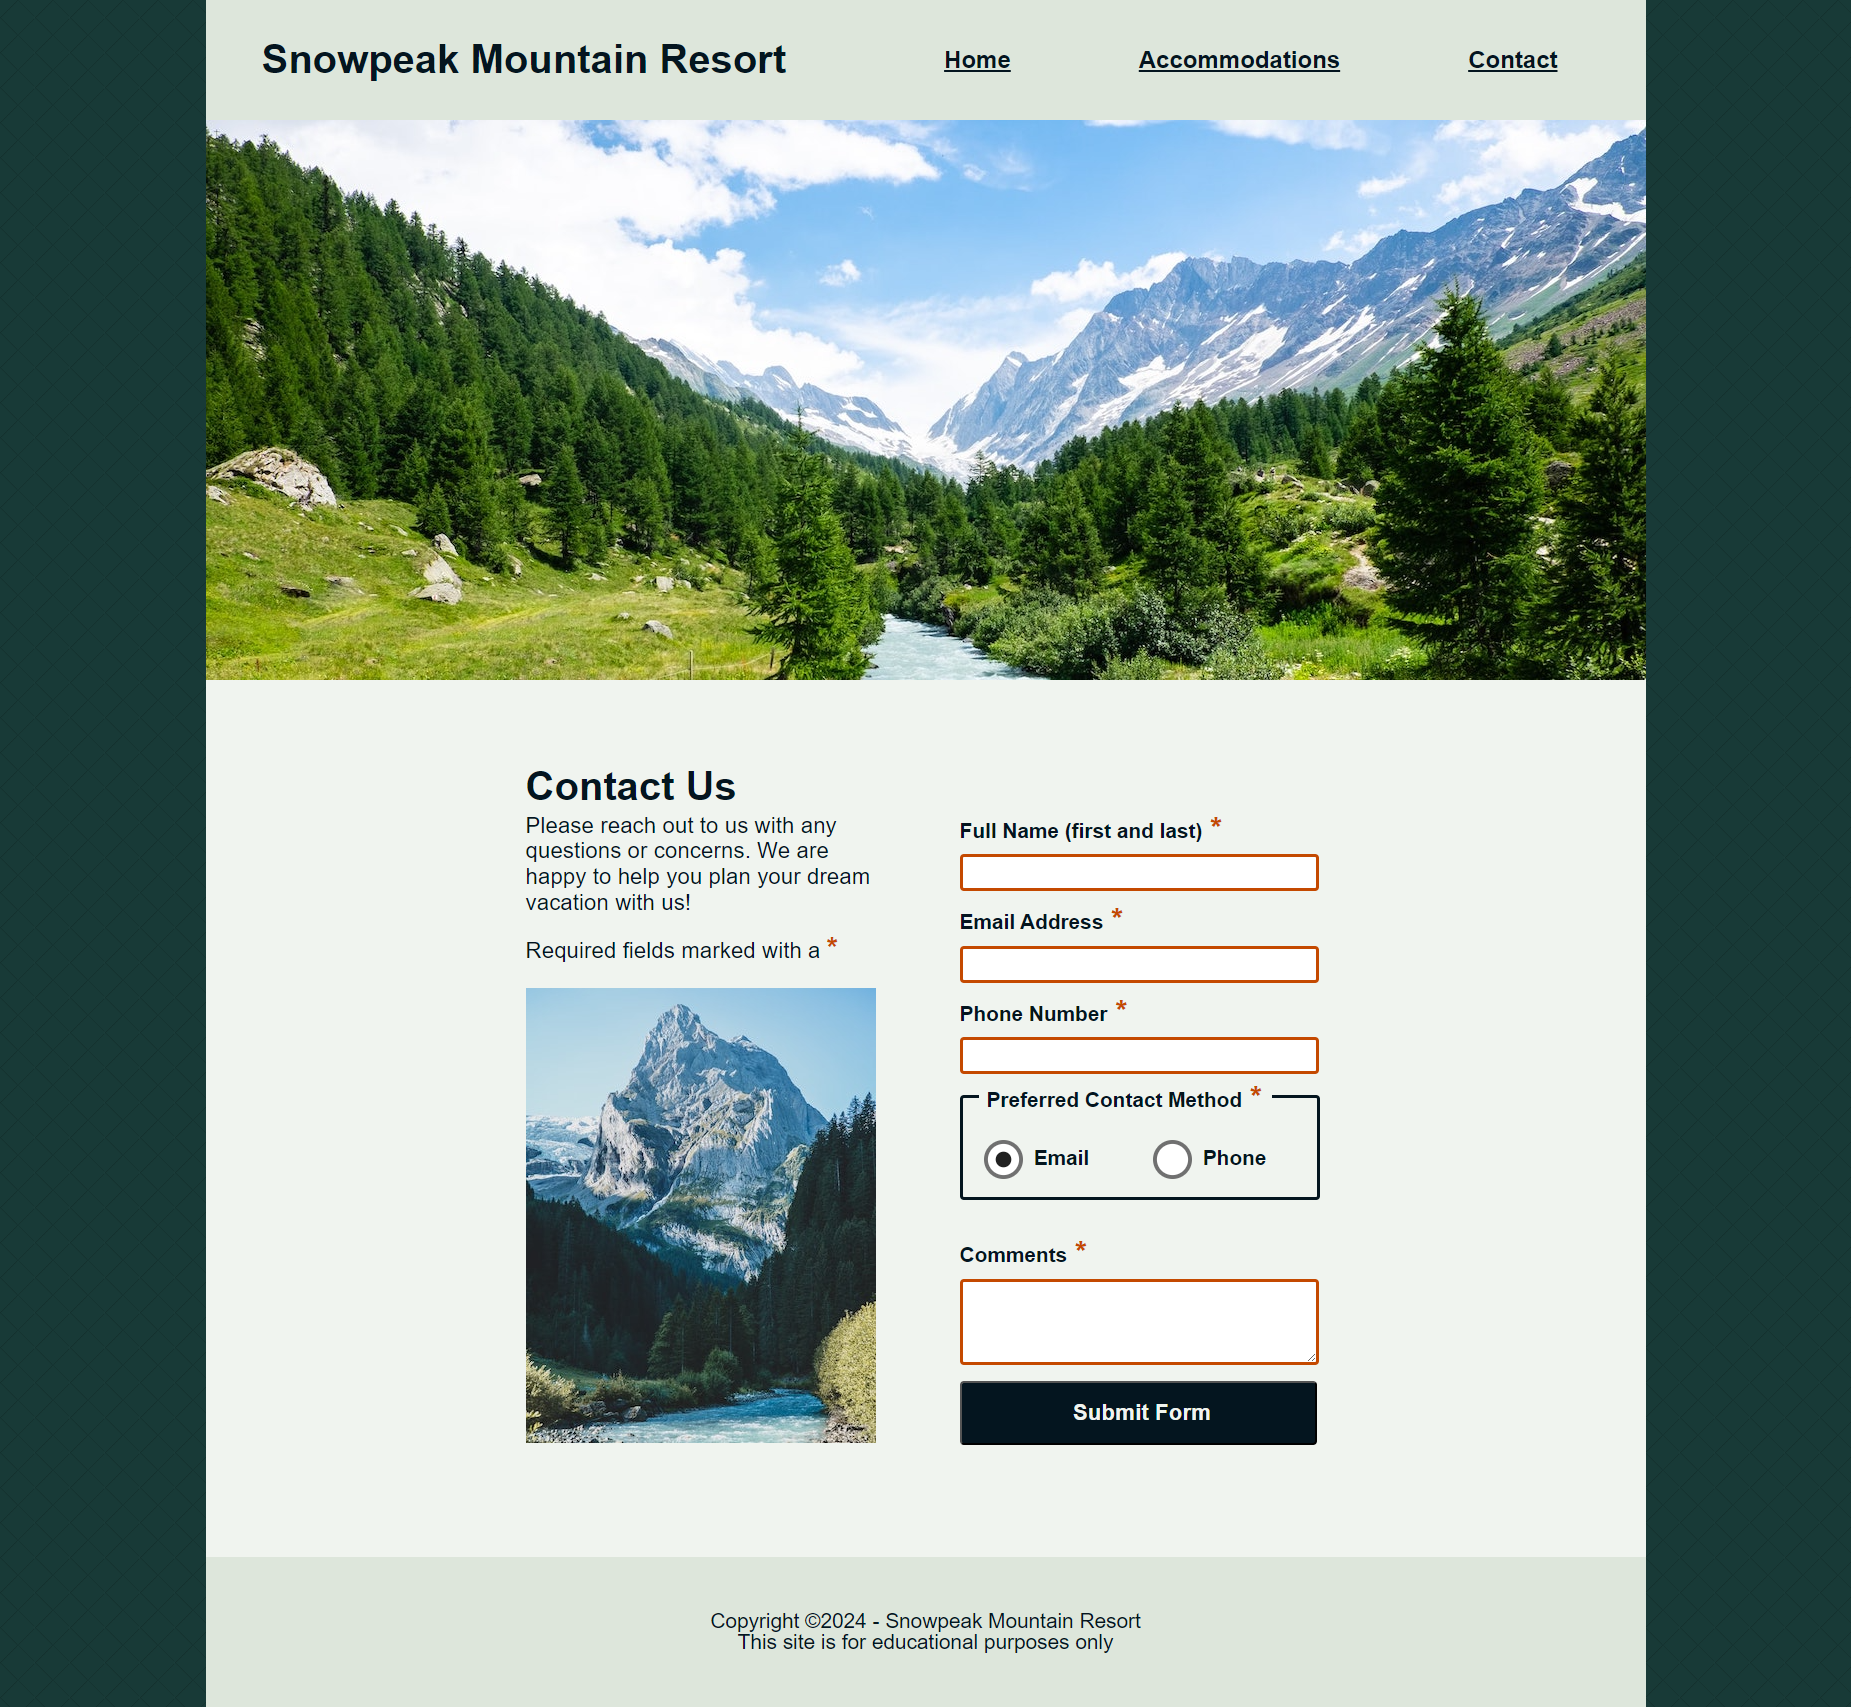 Snowpeak Mountain Resort
Home
Accommodations
Contact
Contact Us
Please reach out to us with any
questions or concerns. We are
happy to help you plan your dream
vacation with us!
Required fields marked with a *
Full Name (first and last) *
Email Address *
Phone Number *
Preferred Contact Method *
Email
Phone
Comments *
Submit Form
Copyright ©2024 - Snowpeak Mountain Resort
This site is for educational purposes only